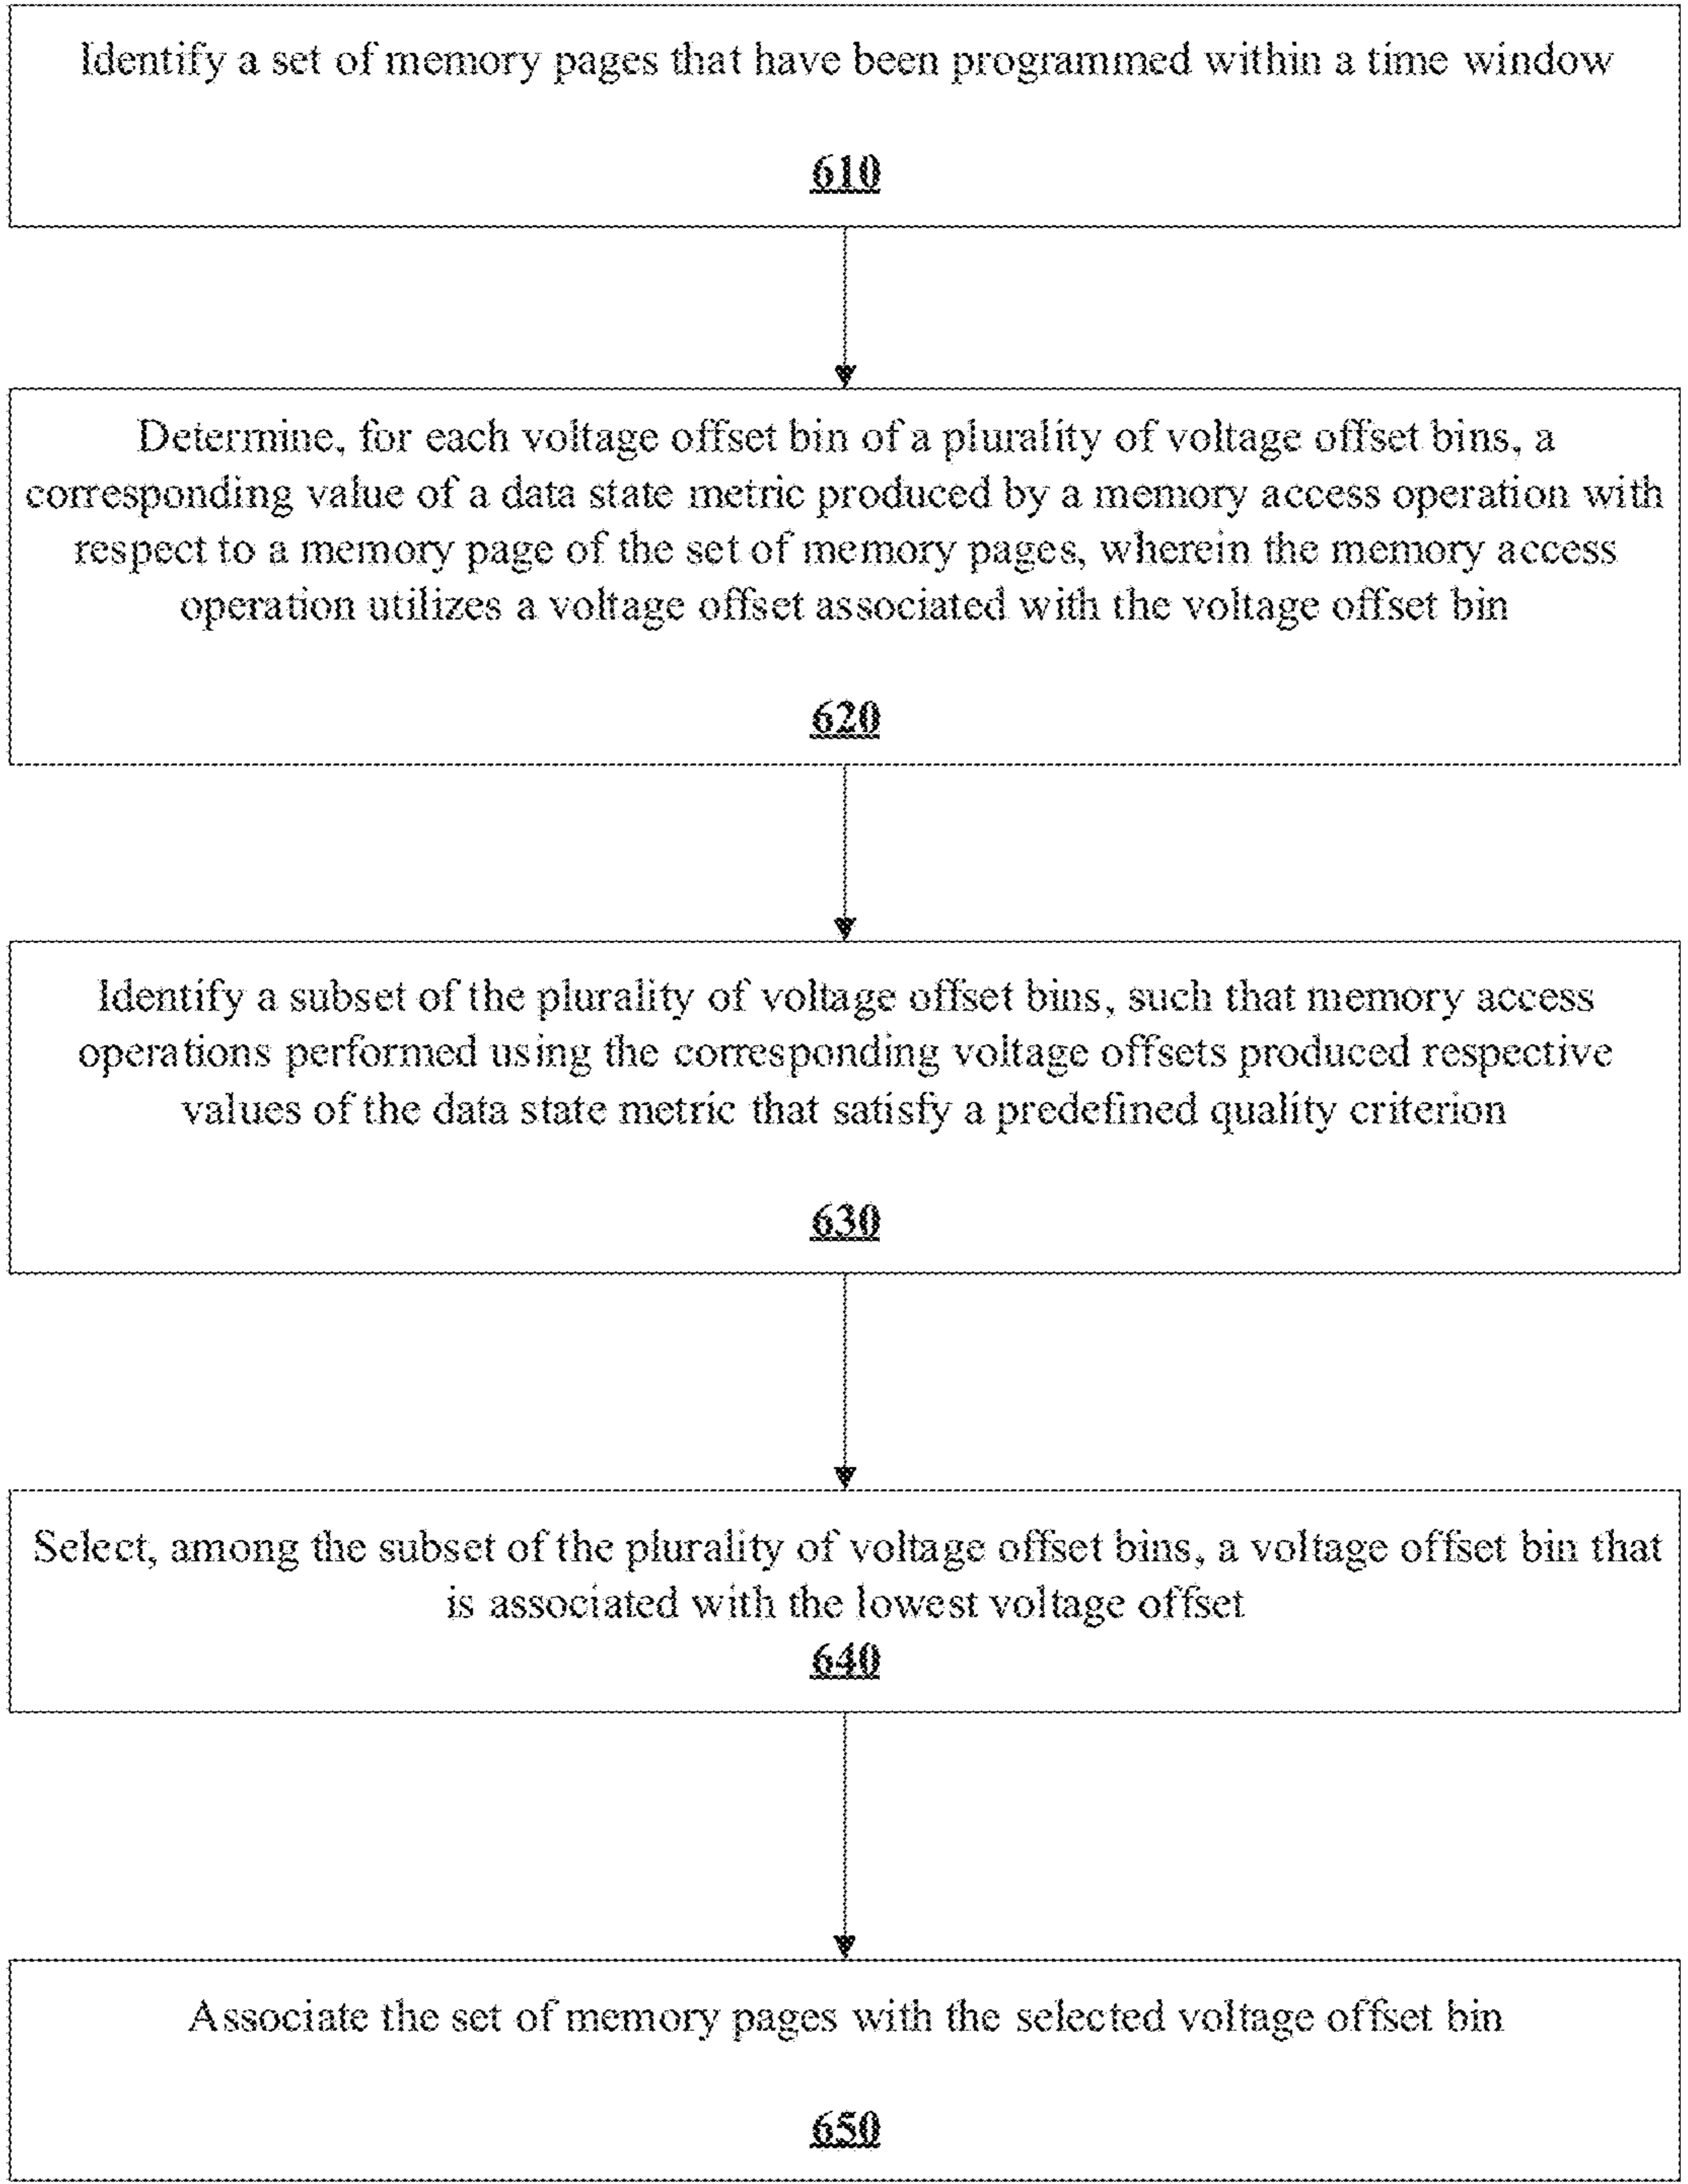 Identify a set of memory pages that have been programmed within a time window
610
Determine, for each voltage offset bin of a plurality of voltage offset bins, a
corresponding value of a data state metric produced by a memory access operation with
respect to a memory page of the set of memory pages, wherein the memory access
operation utilizes a voltage offset associated with the voltage offset bin
620
Identify a subset of the plurality of voltage offset bins, such that memory access
operations performed using the corresponding voltage offsets produced respective
values of the data state metric that satisfy a predefined quality criterion
630
Select, among the subset of the plurality of voltage offset bins, a voltage offset bin that
is associated with the lowest voltage offset
640
Associate the set of memory pages with the selected voltage offset bin
650